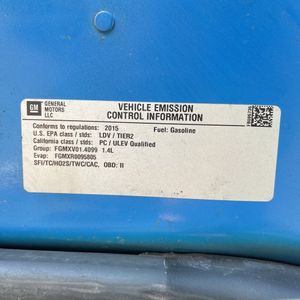 GM
GENERAL
MOTORS
LLC
VEHICLE EMISSION
CONTROL INFORMATION
Conforms to regulations: 2015 Fuel: Gasoline
U.S. EPA class / stds: LDV / TIER2
California class / stds: PC / ULEV Qualified
Group: FGMXV01.4099 1.4L
Evap: FGMXR0095805
SFI/TC/HO2S/TWC/CAC, OBD: II